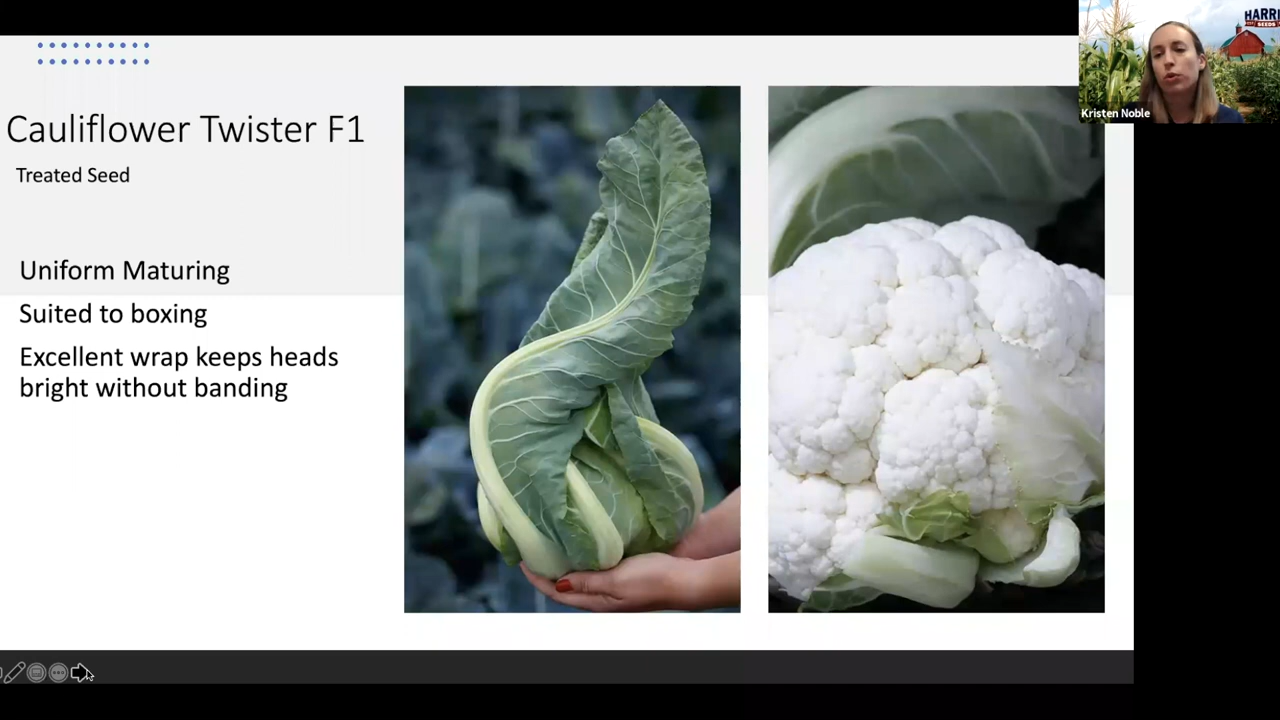 Cauliflower Twister F1
Treated Seed
Uniform Maturing
Suited to boxing
Excellent wrap keeps heads
bright without banding
Kristen Noble
SEEDS